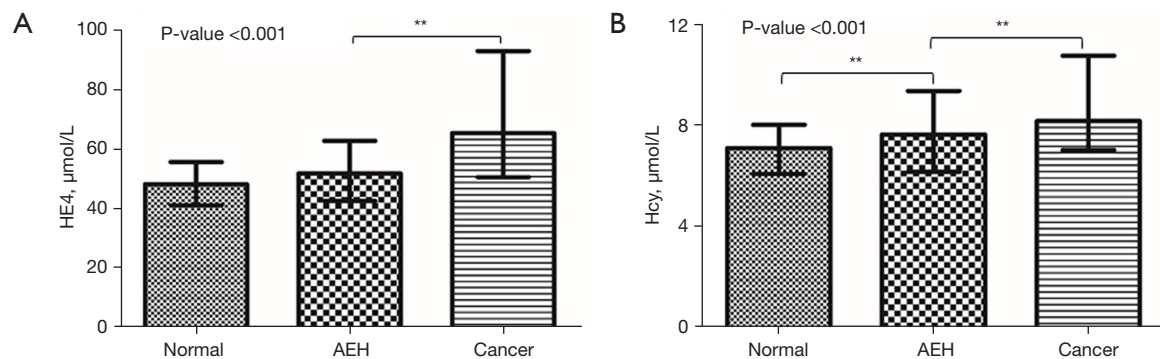 A
P-value <0.001
**
HE4, μmol/L
100
80
60
40
20
0
Normal
AEH
Cancer
B
P-value <0.001
**
**
Hcy, μmol/L
12
8
4
0
Normal
AEH
Cancer